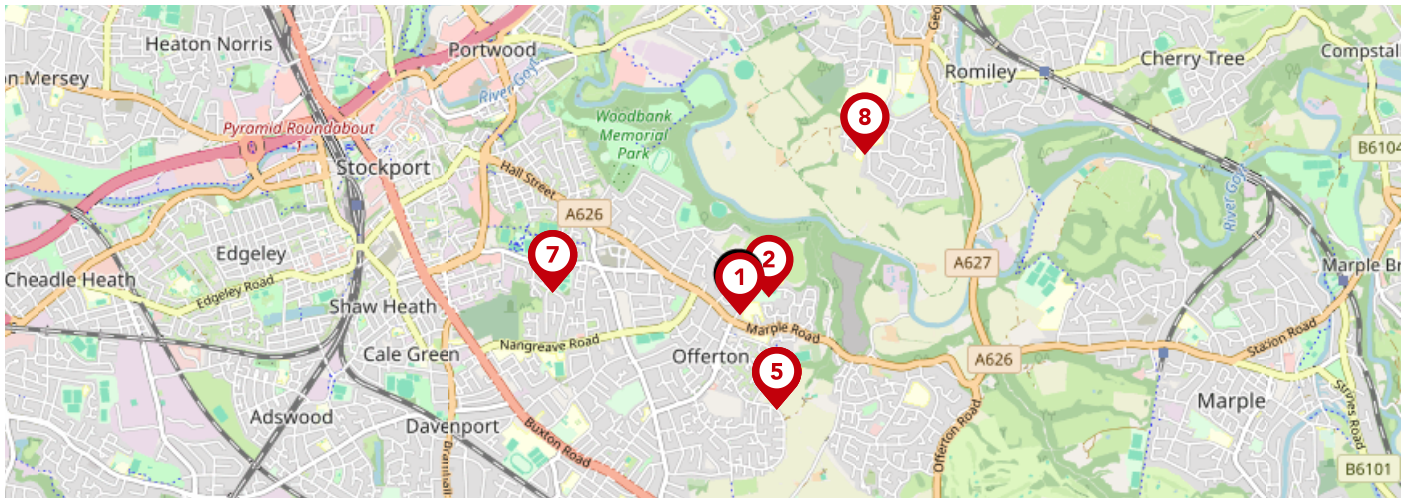 Heaton Norris
Portwood
Cherry Tree
Compstall
Romiley
n Mersey
River Goyt
Woodbank
Memorial
Park
8
Pyramid Roundabout
Stockport
Hall Street
B6104
River Goyt
A626
7
2
1
A627
Edgeley
Cheadle Heath
Edgeley Road
Marple Br
Shaw Heath
Marple Road
Nangreave Road
Cale Green
Offerton
A626
Station Road
5
Marple
Strines Road
Adswood
Davenport
Buxton Road
Bramhall
Offerton Road
B6101